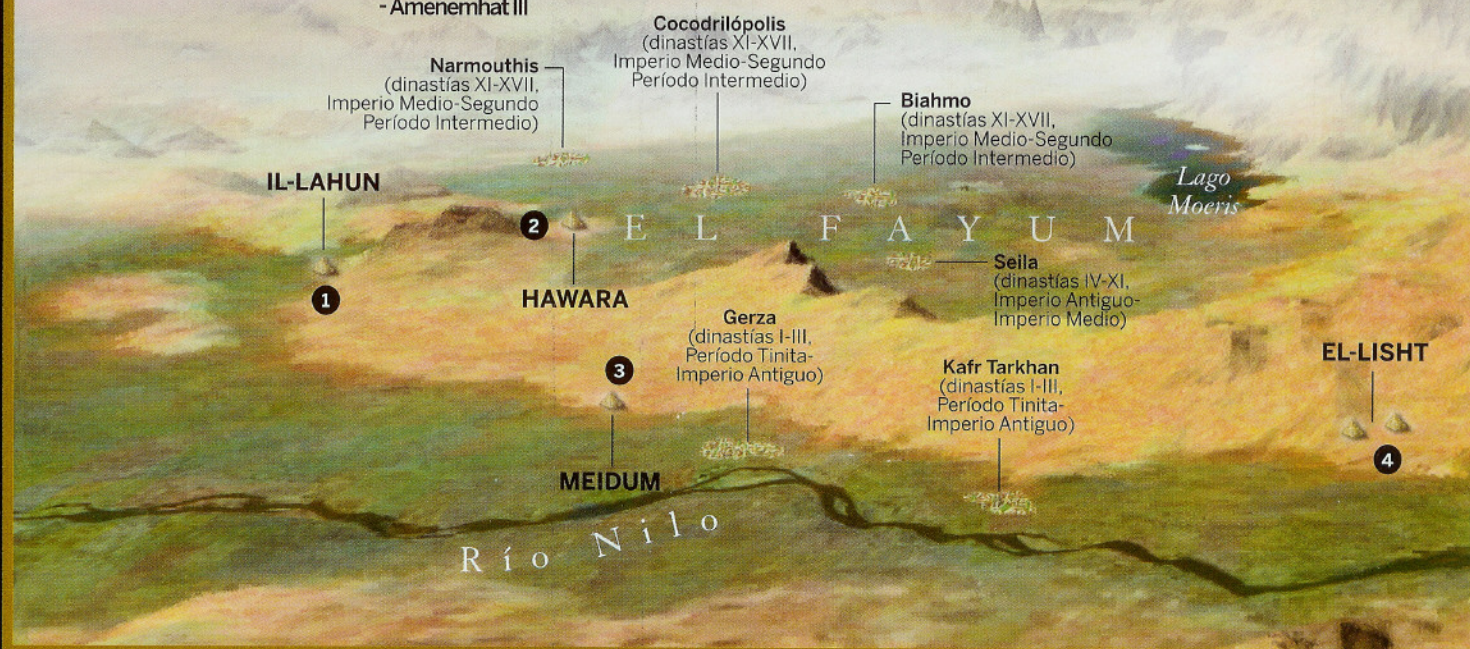 - Amenemhat III
Cocodrilópolis
(dinastías XI-XVII,
Imperio Medio-Segundo
Período Intermedio)
Narmouthis
(dinastías XI-XVII,
Imperio Medio-Segundo
Período Intermedio)
Biahmo
(dinastías XI-XVII,
Imperio Medio-Segundo
Período Intermedio)
IL-LAHUN
1
2
HAWARA
EL FAYUM
Lago
Moeris
Seila
(dinastías IV-XI,
Imperio Antiguo-
Imperio Medio)
Gerza
(dinastías I-III,
Período Tinita-
Imperio Antiguo)
3
MEIDUM
Kafr Tarkhan
(dinastías I-III,
Período Tinita-
Imperio Antiguo)
EL-LISHT
4
Río Nilo